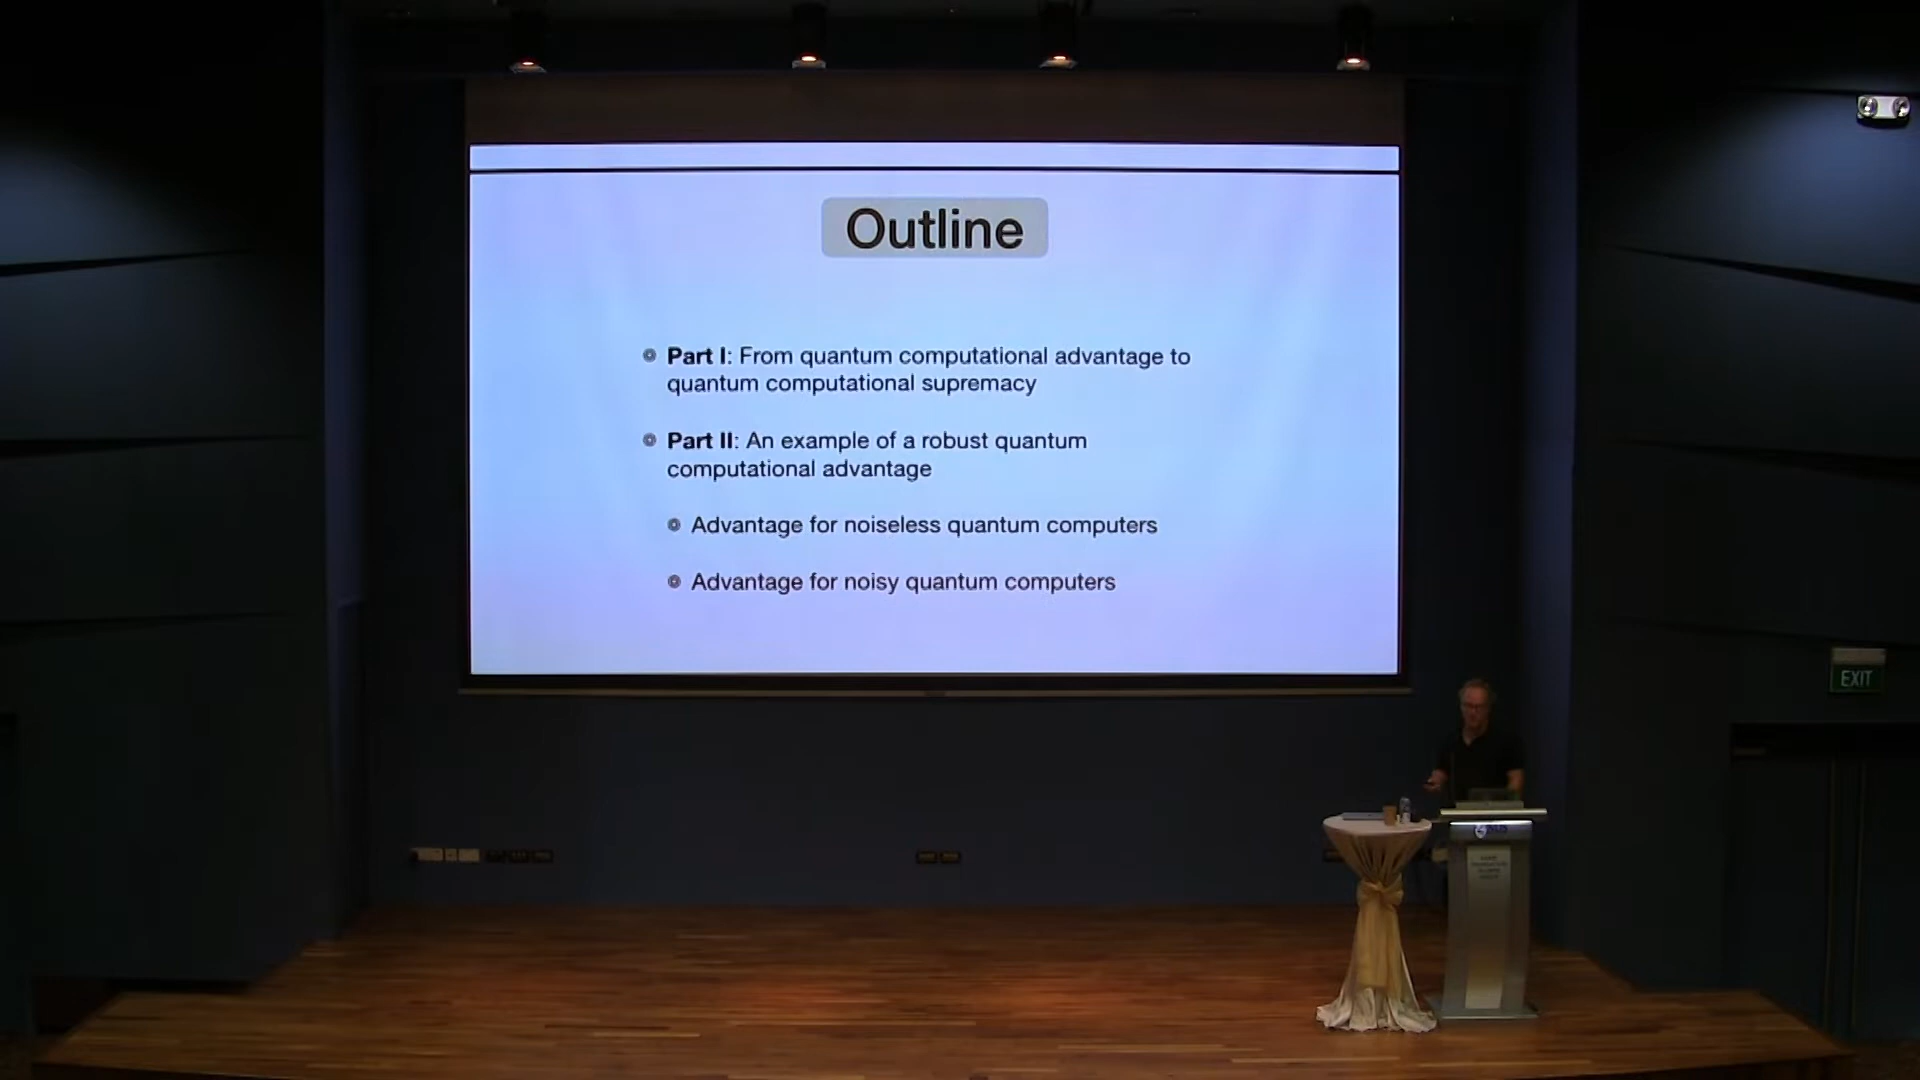 Outline
Part I: From quantum computational advantage to
quantum computational supremacy
Part II: An example of a robust quantum
computational advantage
Advantage for noiseless quantum computers
Advantage for noisy quantum computers
EXIT
NUS